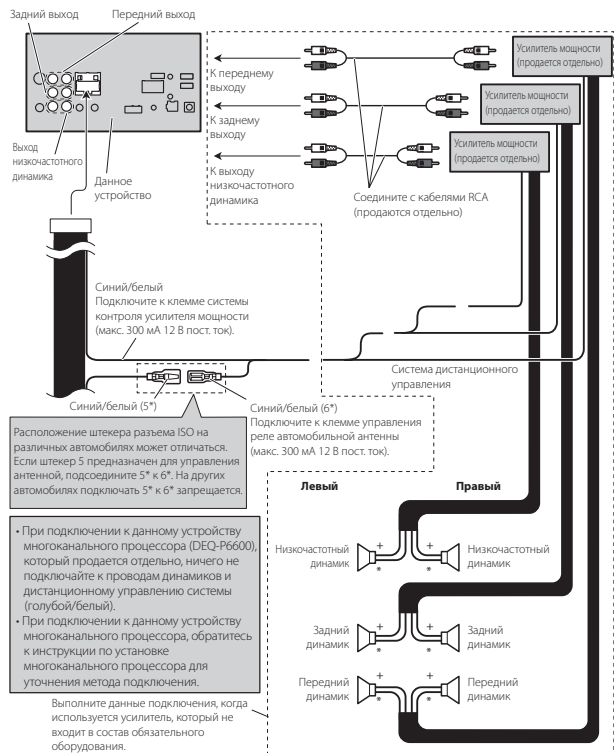 Задний выход
Передний выход
Выход
низкочастотного
динамика
Данное
устройство
К переднему
выходу
К заднему
выходу
К выходу
низкочастотного
динамика
Усилитель мощности
(продается отдельно)
Усилитель мощности
(продается отдельно)
Усилитель мощности
(продается отдельно)
Соедините с кабелями RCA
(продаются отдельно)
Синий/белый
Подключите к клемме системы
контроля усилителя мощности
(макс. 300 мА 12 В пост. ток).
Система дистанционного
управления
Синий/белый (5*)
Синий/белый (6*)
Подключите к клемме управления
реле автомобильной антенны
(макс. 300 мА 12 В пост. ток).
Расположение штекера разъема ISO на
различных автомобилях может отличаться.
Если штекер 5 предназначен для управления
антенной, подсоедините 5* к 6*. На других
автомобилях подключать 5* к 6* запрещается.
Левый
Правый
• При подключении к данному устройству
многоканального процессора (DEQ-P6600),
который продается отдельно, ничего не
подключайте к проводам динамиков и
дистанционному управлению системы
(голубой/белый).
• При подключении к данному устройству
многоканального процессора, обратитесь
к инструкции по установке
многоканального процессора для
уточнения метода подключения.
Низкочастотный
динамик
+
*
+
*
Низкочастотный
динамик
Задний
динамик
+
*
+
*
Задний
динамик
Передний
динамик
+
*
+
*
Передний
динамик
Выполните данные подключения, когда
используется усилитель, который не
входит в состав обязательного
оборудования.